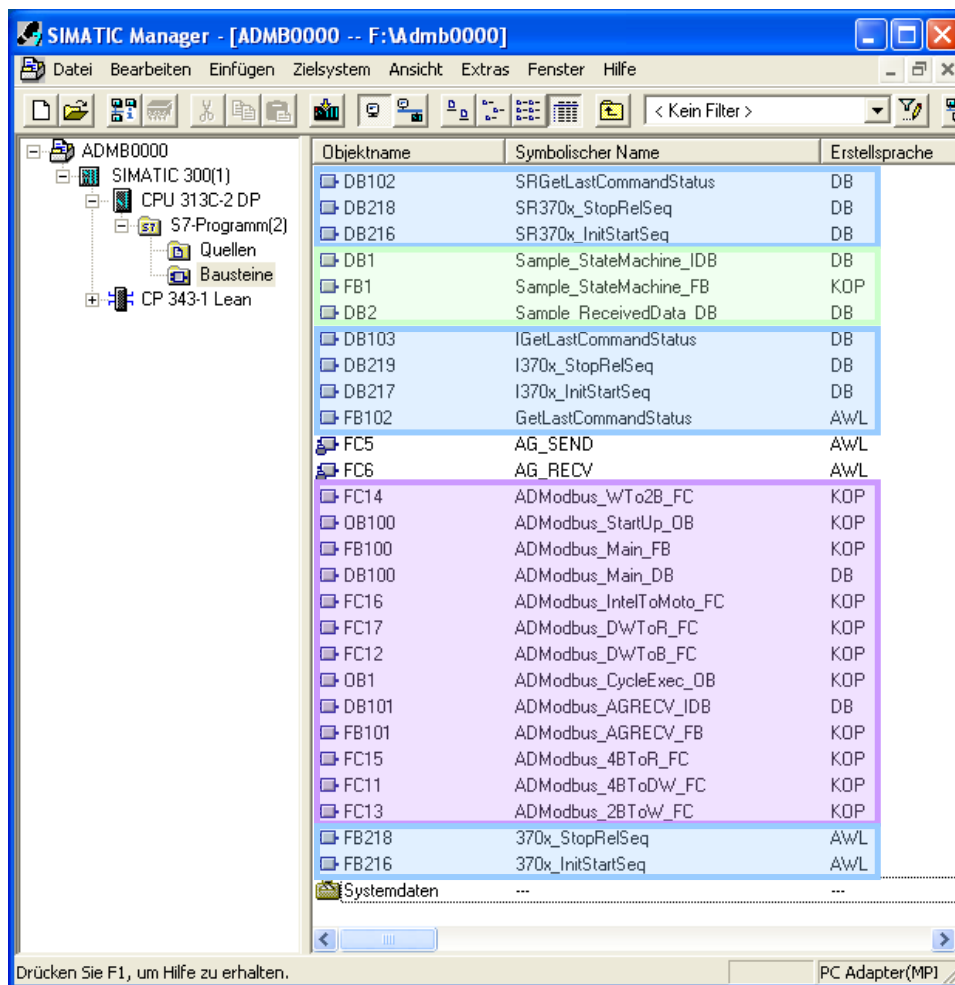 SIMATIC Manager - [ADMB0000 -- F:\Admb0000]
Datei Bearbeiten Einfügen Zielsystem Ansicht Extras Fenster Hilfe
< Kein Filter >
ADMB0000
SIMATIC 300(1)
CPU 313C-2 DP
S7-Programm(2)
Quellen
Bausteine
CP 343-1 Lean
Objektname Symbolischer Name Erstellsprache
DB102 SRGetLastCommandStatus DB
DB218 SR370x_StopRelSeq DB
DB216 SR370x_InitStartSeq DB
DB1 Sample_StateMachine_IDB DB
FB1 Sample_StateMachine_FB KOP
DB2 Sample_ReceivedData_DB DB
DB103 IGetLastCommandStatus DB
DB219 I370x_StopRelSeq DB
DB217 I370x_InitStartSeq DB
FB102 GetLastCommandStatus AWL
FC5 AG_SEND AWL
FC6 AG_RECV AWL
FC14 ADModbus_WTo2B_FC KOP
OB100 ADModbus_StartUp_OB KOP
FB100 ADModbus_Main_FB KOP
DB100 ADModbus_Main_DB DB
FC16 ADModbus_IntelToMoto_FC KOP
FC17 ADModbus_DWToR_FC KOP
FC12 ADModbus_DWToB_FC KOP
OB1 ADModbus_CycleExec_OB KOP
DB101 ADModbus_AGRECV_IDB DB
FB101 ADModbus_AGRECV_FB KOP
FC15 ADModbus_4BToR_FC KOP
FC11 ADModbus_4BToDW_FC KOP
FC13 ADModbus_2BToW_FC KOP
FB218 370x_StopRelSeq AWL
FB216 370x_InitStartSeq AWL
Systemdaten --- ---
Drücken Sie F1, um Hilfe zu erhalten. PC Adapter(MPI